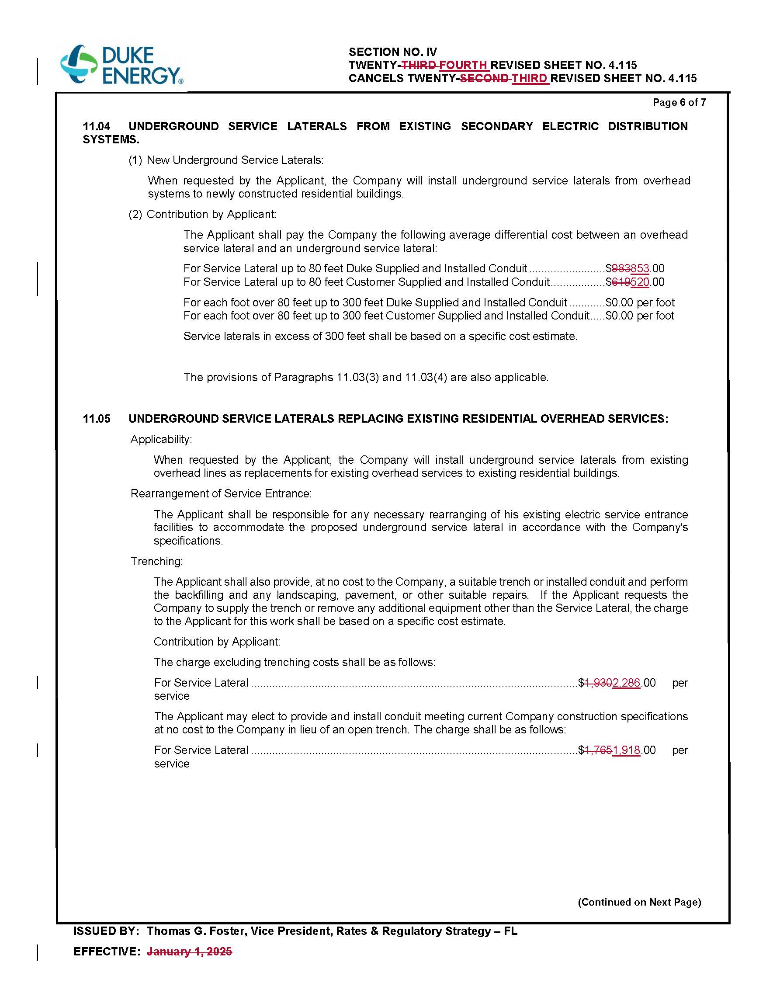 DUKE
ENERGY®
SECTION NO. IV
TWENTY-THIRD FOURTH REVISED SHEET NO. 4.115
CANCELS TWENTY-SECOND THIRD REVISED SHEET NO. 4.115
Page 6 of 7
11.04 UNDERGROUND SERVICE LATERALS FROM EXISTING SECONDARY ELECTRIC DISTRIBUTION
SYSTEMS.
(1) New Underground Service Laterals:
When requested by the Applicant, the Company will install underground service laterals from overhead
systems to newly constructed residential buildings.
(2) Contribution by Applicant:
The Applicant shall pay the Company the following average differential cost between an overhead
service lateral and an underground service lateral:
For Service Lateral up to 80 feet Duke Supplied and Installed Conduit.........................$983853.00
For Service Lateral up to 80 feet Customer Supplied and Installed Conduit..................$619520.00
For each foot over 80 feet up to 300 feet Duke Supplied and Installed Conduit............$0.00 per foot
For each foot over 80 feet up to 300 feet Customer Supplied and Installed Conduit.....$0.00 per foot
Service laterals in excess of 300 feet shall be based on a specific cost estimate.
The provisions of Paragraphs 11.03(3) and 11.03(4) are also applicable.
11.05 UNDERGROUND SERVICE LATERALS REPLACING EXISTING RESIDENTIAL OVERHEAD SERVICES:
Applicability:
When requested by the Applicant, the Company will install underground service laterals from existing
overhead lines as replacements for existing overhead services to existing residential buildings.
Rearrangement of Service Entrance:
The Applicant shall be responsible for any necessary rearranging of his existing electric service entrance
facilities to accommodate the proposed underground service lateral in accordance with the Company's
specifications.
Trenching:
The Applicant shall also provide, at no cost to the Company, a suitable trench or installed conduit and perform
the backfilling and any landscaping, pavement, or other suitable repairs. If the Applicant requests the
Company to supply the trench or remove any additional equipment other than the Service Lateral, the charge
to the Applicant for this work shall be based on a specific cost estimate.
Contribution by Applicant:
The charge excluding trenching costs shall be as follows:
For Service Lateral ...........................................................................................................$1,9302,286.00 per
service
The Applicant may elect to provide and install conduit meeting current Company construction specifications
at no cost to the Company in lieu of an open trench. The charge shall be as follows:
For Service Lateral ...........................................................................................................$1,7651,918.00 per
service
(Continued on Next Page)
ISSUED BY: Thomas G. Foster, Vice President, Rates & Regulatory Strategy – FL
EFFECTIVE: January 1, 2025